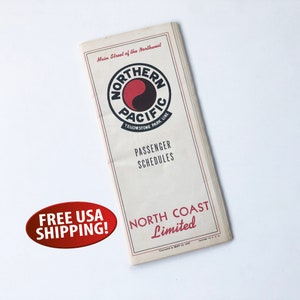 Main Street of the Northwest
NORTHERN
PACIFIC
YELLOWSTONE PARK LINE
PASSENGER
SCHEDULES
NORTH COAST
Limited
FREE USA
SHIPPING!